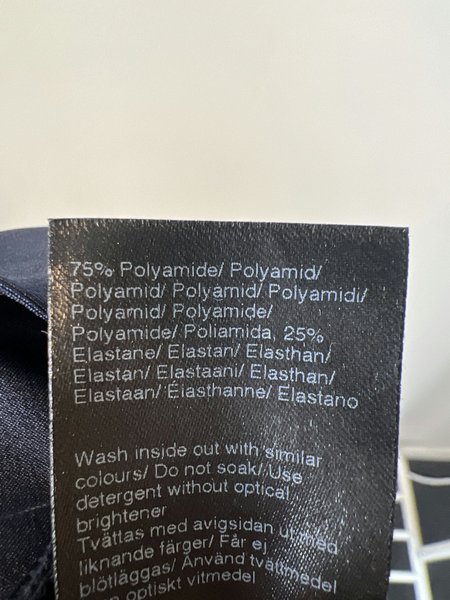 75% Polyamide/ Polyamid/
Polyamid/ Polyamid/ Polyamidi/
Polyamid/ Polyamide/
Polyamide/ Poliamida, 25%
Elastane/ Elastan/ Elasthan/
Elastan/ Elastaani/ Elasthan/
Elastaan/ Élasthanne/ Elastano
Wash inside out with similar
colours/ Do not soak/ Use
detergent without optical
brightener
Tvättas med avigsidan ut med
liknande färger/ Får ej
blötläggas/ Använd tvättmedel
optiskt vitmedel